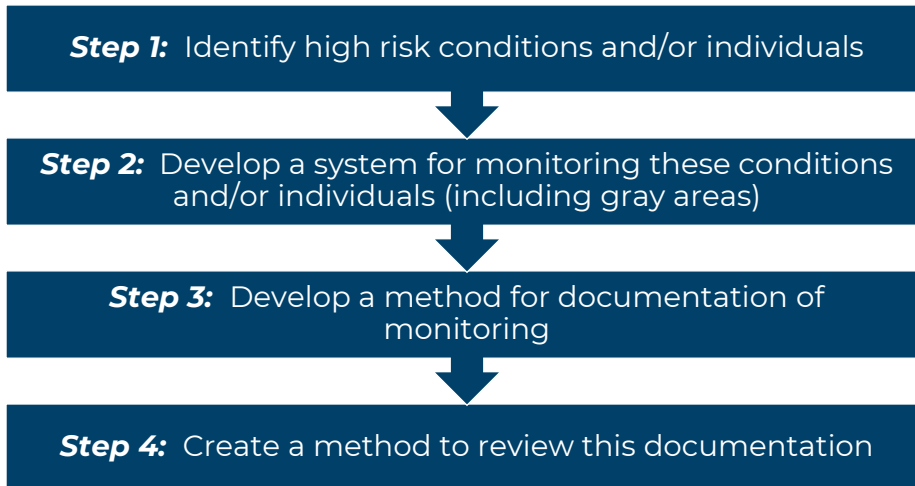 Step 1: Identify high risk conditions and/or individuals
Step 2: Develop a system for monitoring these conditions
and/or individuals (including gray areas)
Step 3: Develop a method for documentation of
monitoring
Step 4: Create a method to review this documentation